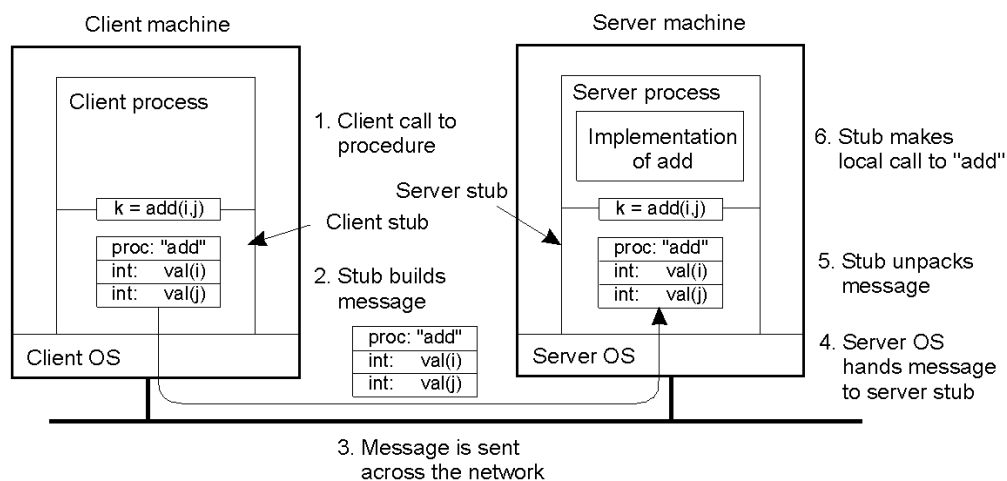 Client machine
Server machine
Client process
1. Client call to
procedure
k = add(i,j)
Client stub
proc: "add"
int: val(i)
int: val(j)
2. Stub builds
message
proc: "add"
int: val(i)
int: val(j)
Client OS
3. Message is sent
across the network
Server process
Implementation
of add
Server stub
k = add(i,j)
proc: "add"
int: val(i)
int: val(j)
Server OS
6. Stub makes
local call to "add"
5. Stub unpacks
message
4. Server OS
hands message
to server stub